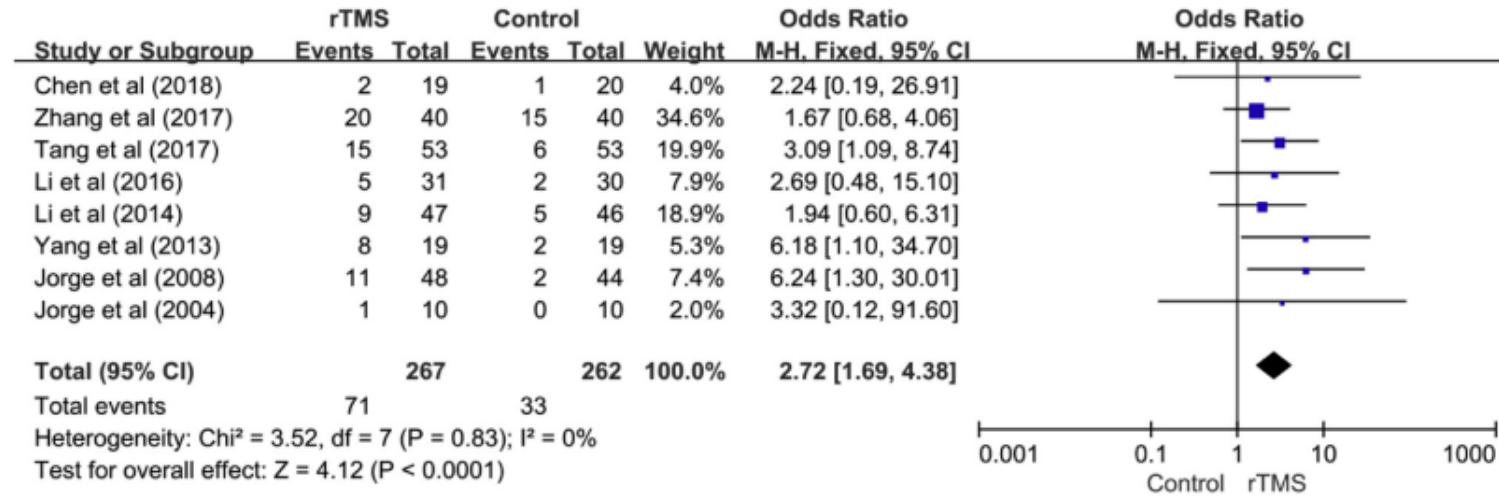 rTMS Control Odds Ratio Odds Ratio
Study or Subgroup Events Total Events Total Weight M-H, Fixed, 95% CI M-H, Fixed, 95% CI
Chen et al (2018) 2 19 1 20 4.0% 2.24 [0.19, 26.91]
Zhang et al (2017) 20 40 15 40 34.6% 1.67 [0.68, 4.06]
Tang et al (2017) 15 53 6 53 19.9% 3.09 [1.09, 8.74]
Li et al (2016) 5 31 2 30 7.9% 2.69 [0.48, 15.10]
Li et al (2014) 9 47 5 46 18.9% 1.94 [0.60, 6.31]
Yang et al (2013) 8 19 2 19 5.3% 6.18 [1.10, 34.70]
Jorge et al (2008) 11 48 2 44 7.4% 6.24 [1.30, 30.01]
Jorge et al (2004) 1 10 0 10 2.0% 3.32 [0.12, 91.60]
Total (95% CI) 267 262 100.0% 2.72 [1.69, 4.38]
Total events 71 33
Heterogeneity: Chi² = 3.52, df = 7 (P = 0.83); I² = 0%
Test for overall effect: Z = 4.12 (P < 0.0001)
0.001 0.1 1 10 1000
Control rTMS